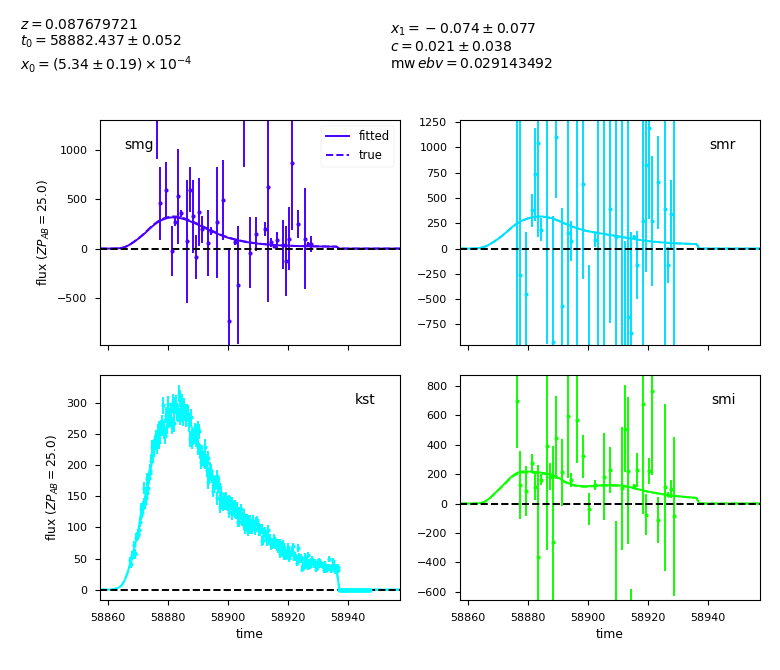 z = 0.087679721
t₀ = 58882.437 ± 0.052
x₀ = (5.34 ± 0.19) × 10⁻⁴
x₁ = −0.074 ± 0.077
c = 0.021 ± 0.038
mw ebv = 0.029143492
smg
fitted
true
1000
500
0
−500
flux (ZP_AB = 25.0)
smr
1250
1000
750
500
250
0
−250
−500
−750
kst
300
250
200
150
100
50
0
flux (ZP_AB = 25.0)
58860 58880 58900 58920 58940
time
smi
800
600
400
200
0
−200
−400
−600
58860 58880 58900 58920 58940
time